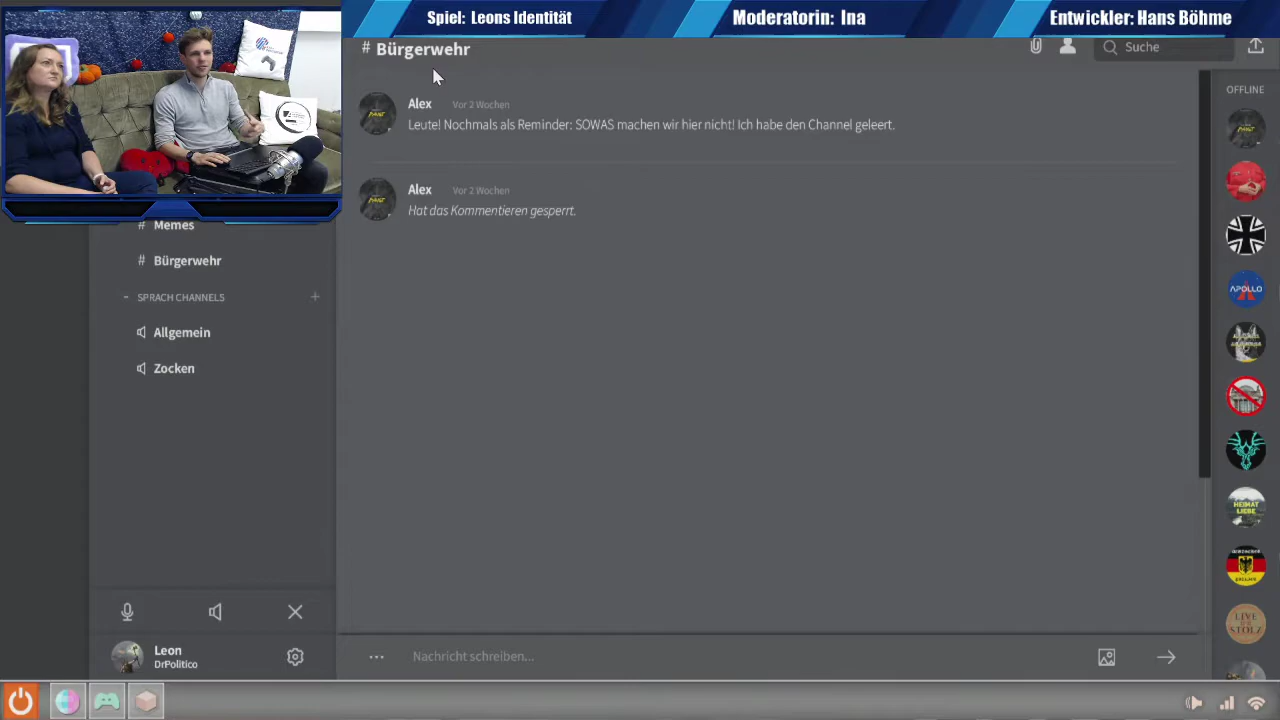 Spiel: Leons Identität
Moderatorin: Ina
Entwickler: Hans Böhme
# Bürgerwehr
Suche
OFFLINE
Alex Vor 2 Wochen
Leute! Nochmals als Reminder: SOWAS machen wir hier nicht! Ich habe den Channel geleert.
Alex Vor 2 Wochen
Hat das Kommentieren gesperrt.
# Memes
# Bürgerwehr
- SPRACH CHANNELS +
Allgemein
Zocken
APOLLO
HEIMAT
LIEBE
LIVE
STOLZ
Leon
DrPolitico
Nachricht schreiben...